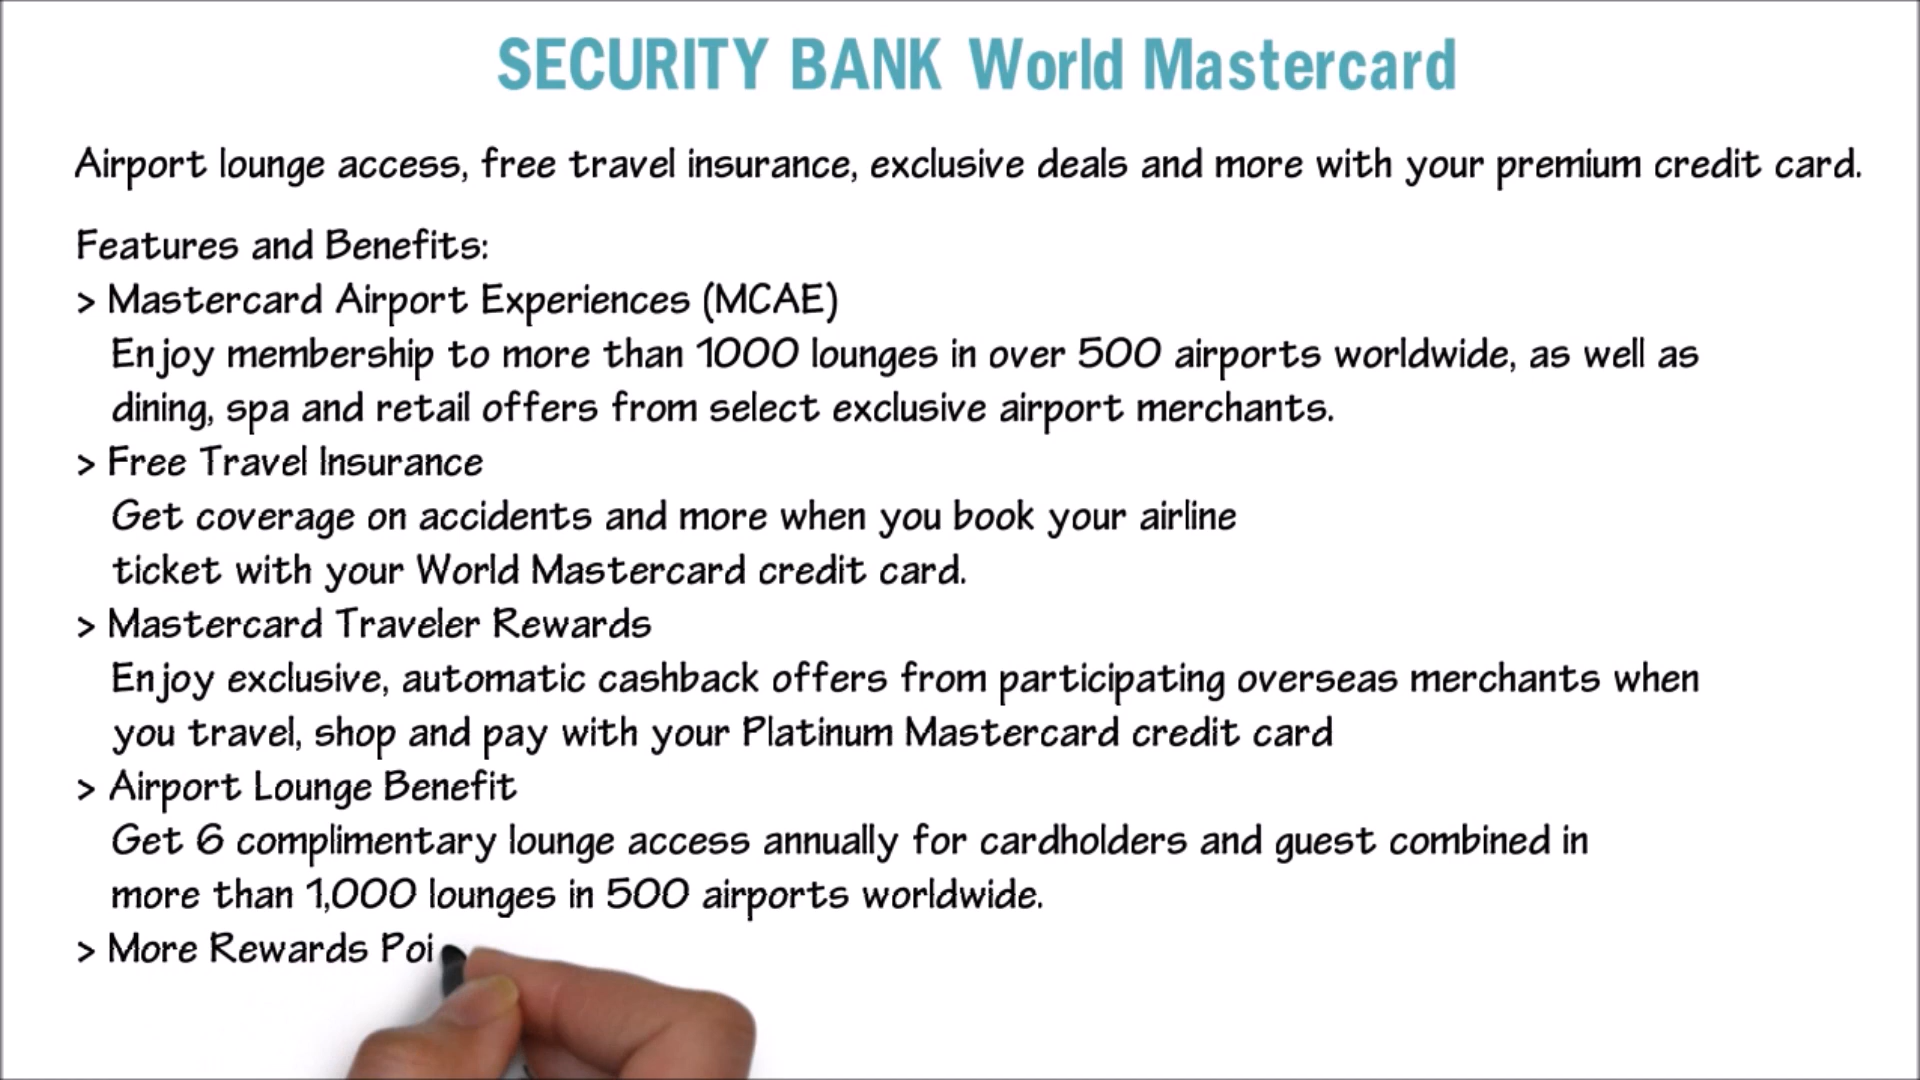 SECURITY BANK World Mastercard
Airport lounge access, free travel insurance, exclusive deals and more with your premium credit card.
Features and Benefits:
> Mastercard Airport Experiences (MCAE)
Enjoy membership to more than 1000 lounges in over 500 airports worldwide, as well as
dining, spa and retail offers from select exclusive airport merchants.
> Free Travel Insurance
Get coverage on accidents and more when you book your airline
ticket with your World Mastercard credit card.
> Mastercard Traveler Rewards
Enjoy exclusive, automatic cashback offers from participating overseas merchants when
you travel, shop and pay with your Platinum Mastercard credit card
> Airport Lounge Benefit
Get 6 complimentary lounge access annually for cardholders and guest combined in
more than 1,000 lounges in 500 airports worldwide.
> More Rewards Poi